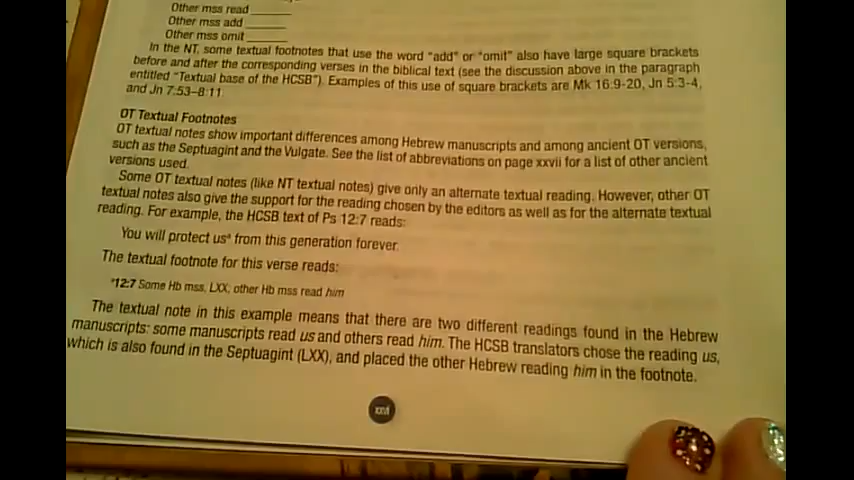 Other mss read ______
Other mss add ______
Other mss omit ______
In the NT, some textual footnotes that use the word "add" or "omit" also have large square brackets
before and after the corresponding verses in the biblical text (see the discussion above in the paragraph
entitled "Textual base of the HCSB"). Examples of this use of square brackets are Mk 16:9-20, Jn 5:3-4,
and Jn 7:53–8:11.
OT Textual Footnotes
OT textual notes show important differences among Hebrew manuscripts and among ancient OT versions,
such as the Septuagint and the Vulgate. See the list of abbreviations on page xxvii for a list of other ancient
versions used.
Some OT textual notes (like NT textual notes) give only an alternate textual reading. However, other OT
textual notes also give the support for the reading chosen by the editors as well as for the alternate textual
reading. For example, the HCSB text of Ps 12:7 reads:
You will protect usᵃ from this generation forever.
The textual footnote for this verse reads:
ᵃ12:7 Some Hb mss, LXX; other Hb mss read him
The textual note in this example means that there are two different readings found in the Hebrew
manuscripts: some manuscripts read us and others read him. The HCSB translators chose the reading us,
which is also found in the Septuagint (LXX), and placed the other Hebrew reading him in the footnote.
xxvi